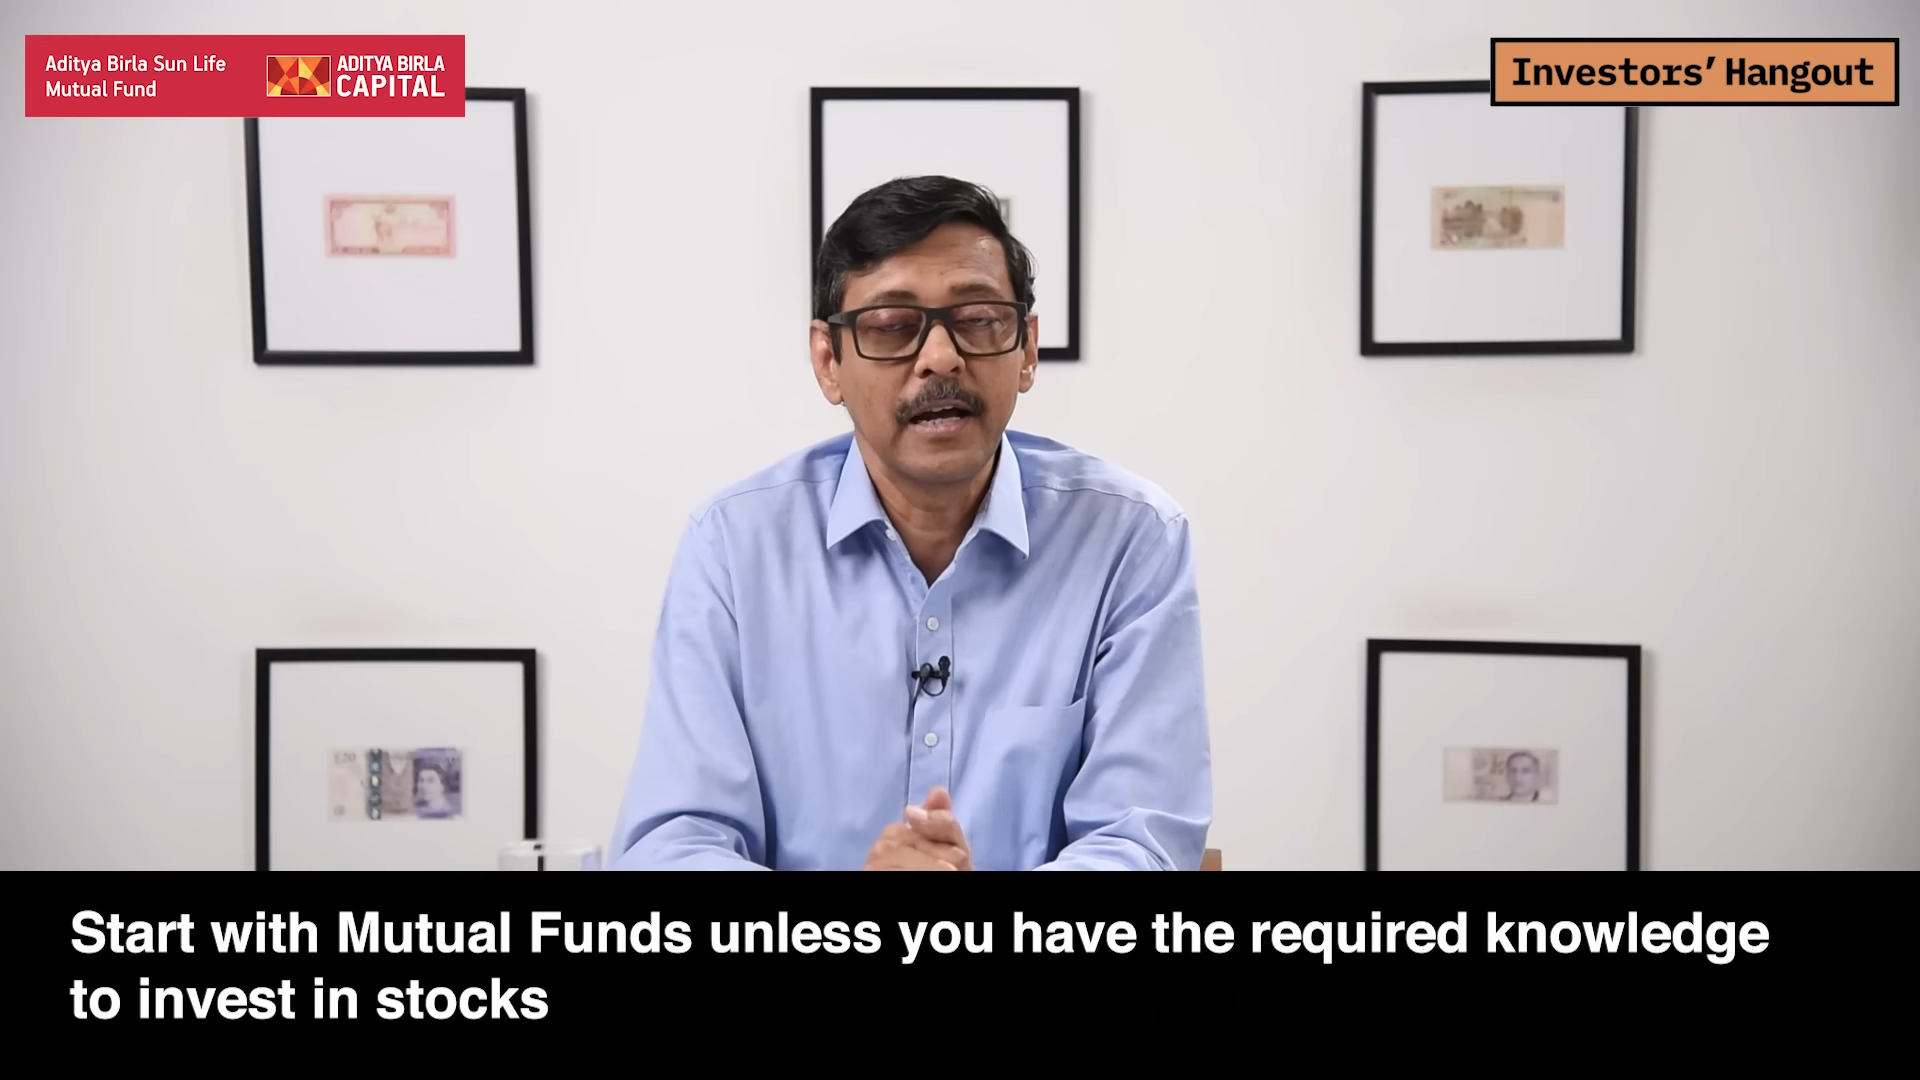 Aditya Birla Sun Life
Mutual Fund
ADITYA BIRLA
CAPITAL
Investors’ Hangout
£20
Start with Mutual Funds unless you have the required knowledge
to invest in stocks